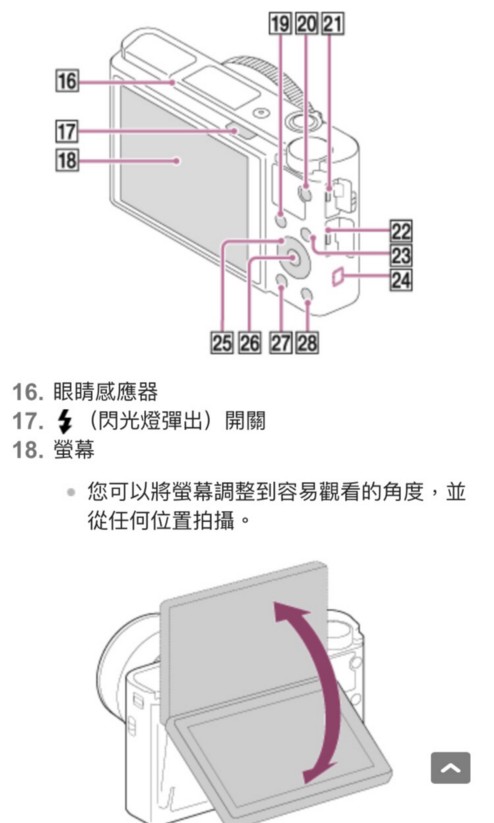 19 20 21
16
17
18
22
23
24
25 26 27 28
16. 眼睛感應器
17. （閃光燈彈出）開關
18. 螢幕
您可以將螢幕調整到容易觀看的角度，並
從任何位置拍攝。